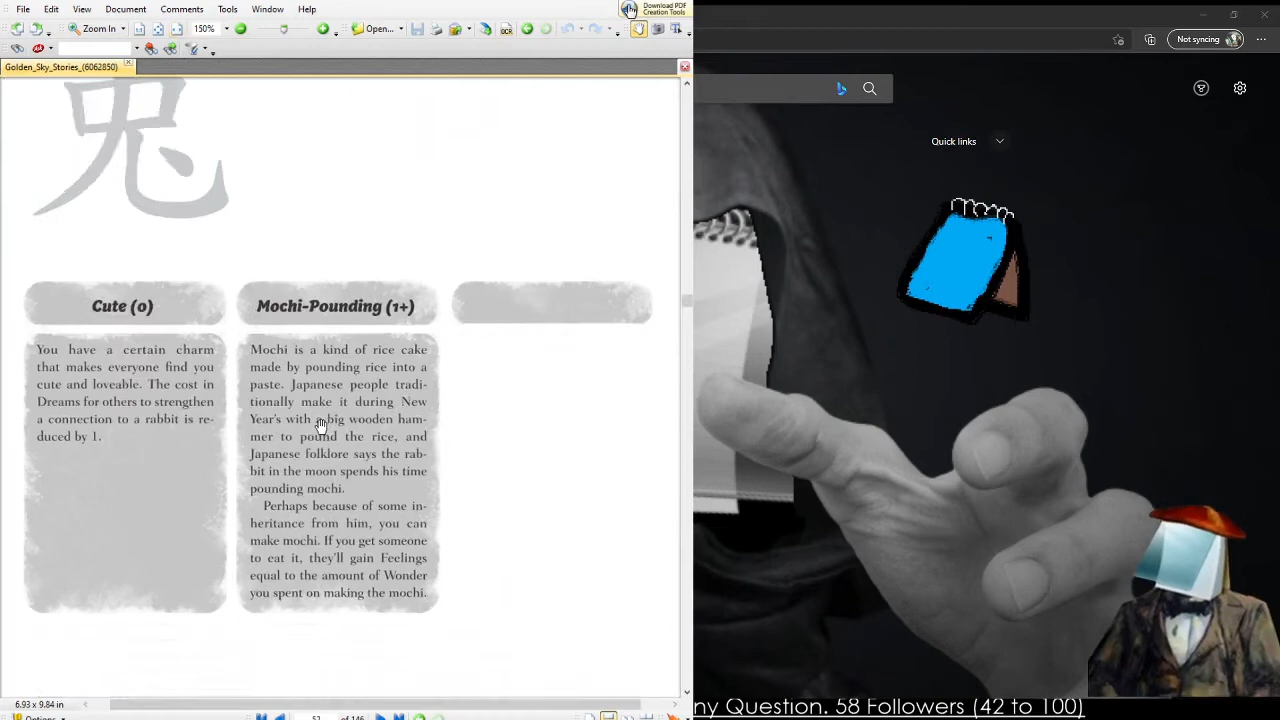 File Edit View Document Comments Tools Window Help
Download PDF
Creation Tools
Zoom In 150% Open... OCR
Not syncing
Golden_Sky_Stories_(6062850)
兎
Quick links
Cute (0)
You have a certain charm
that makes everyone find you
cute and loveable. The cost in
Dreams for others to strengthen
a connection to a rabbit is re-
duced by 1.
Mochi-Pounding (1+)
Mochi is a kind of rice cake
made by pounding rice into a
paste. Japanese people tradi-
tionally make it during New
Year's with a big wooden ham-
mer to pound the rice, and
Japanese folklore says the rab-
bit in the moon spends his time
pounding mochi.
Perhaps because of some in-
heritance from him, you can
make mochi. If you get someone
to eat it, they'll gain Feelings
equal to the amount of Wonder
you spent on making the mochi.
6.93 x 9.84 in
Options 52 of 146
ny Question. 58 Followers (42 to 100)